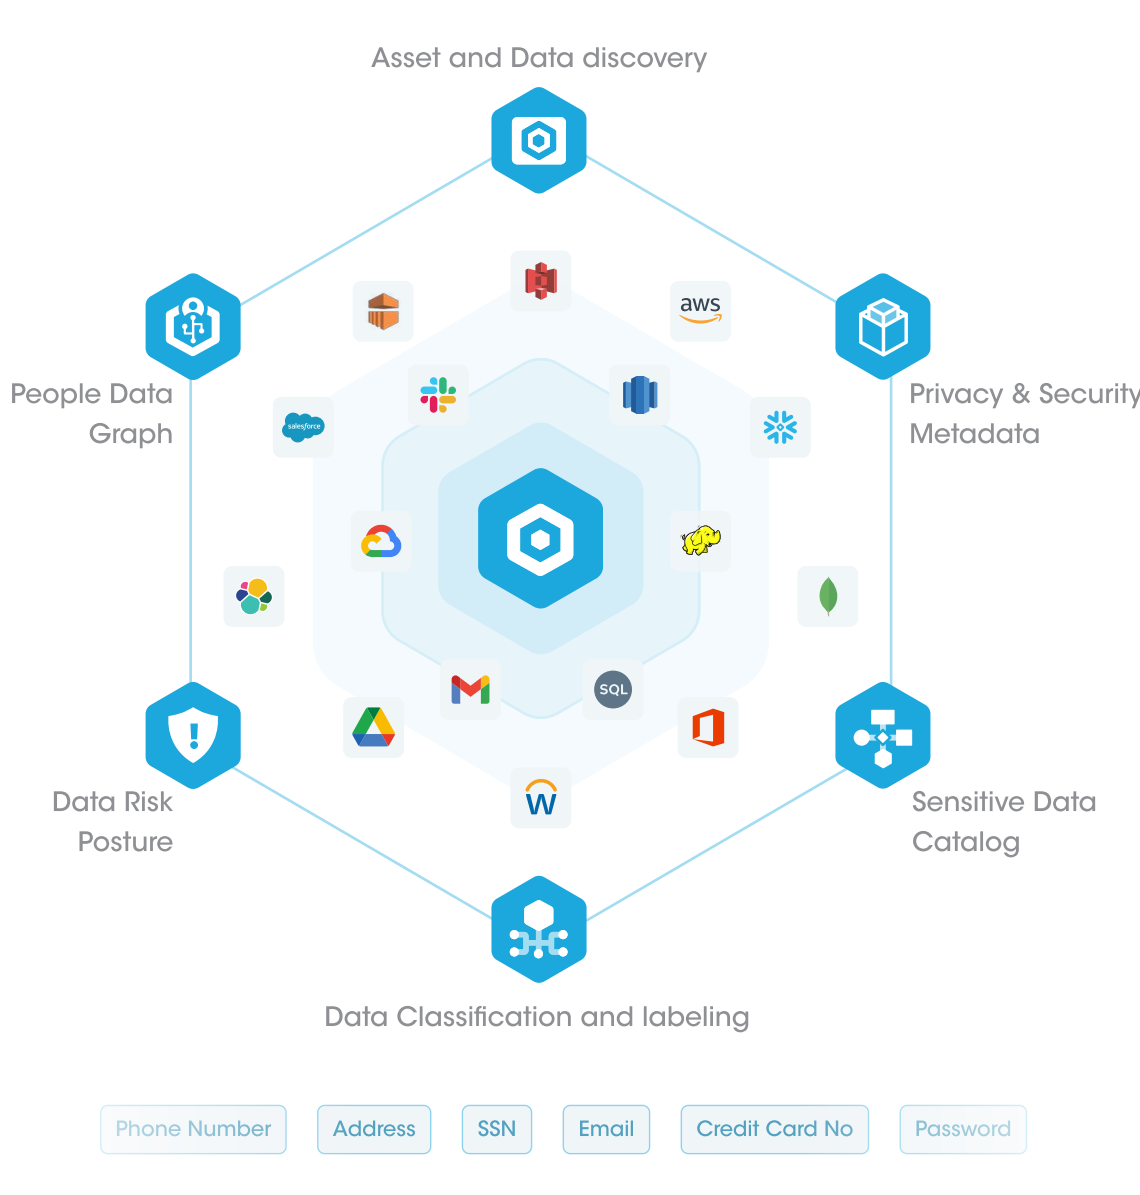 Asset and Data discovery
aws
People Data
Graph
Privacy & Security
Metadata
salesforce
SQL
W
Data Risk
Posture
Sensitive Data
Catalog
Data Classification and labeling
Phone Number
Address
SSN
Email
Credit Card No
Password